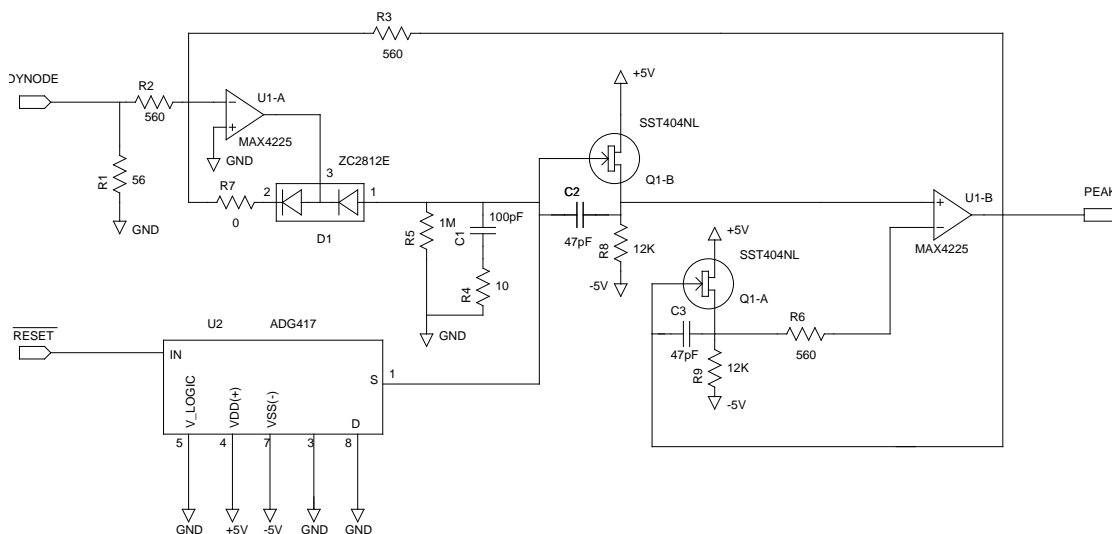 R3
560
DYNODE
R2
560
U1-A
MAX4225
GND
R1
56
GND
R7
0
ZC2812E
3
2
1
D1
R5
1M
C1
100pF
R4
10
GND
+5V
SST404NL
Q1-B
C2
47pF
R8
12K
-5V
+5V
SST404NL
Q1-A
C3
47pF
R9
12K
-5V
R6
560
U1-B
MAX4225
PEAK
RESET
U2
ADG417
IN
S
1
V_LOGIC
VDD(+)
VSS(-)
D
5
4
7
3
8
GND
+5V
-5V
GND
GND